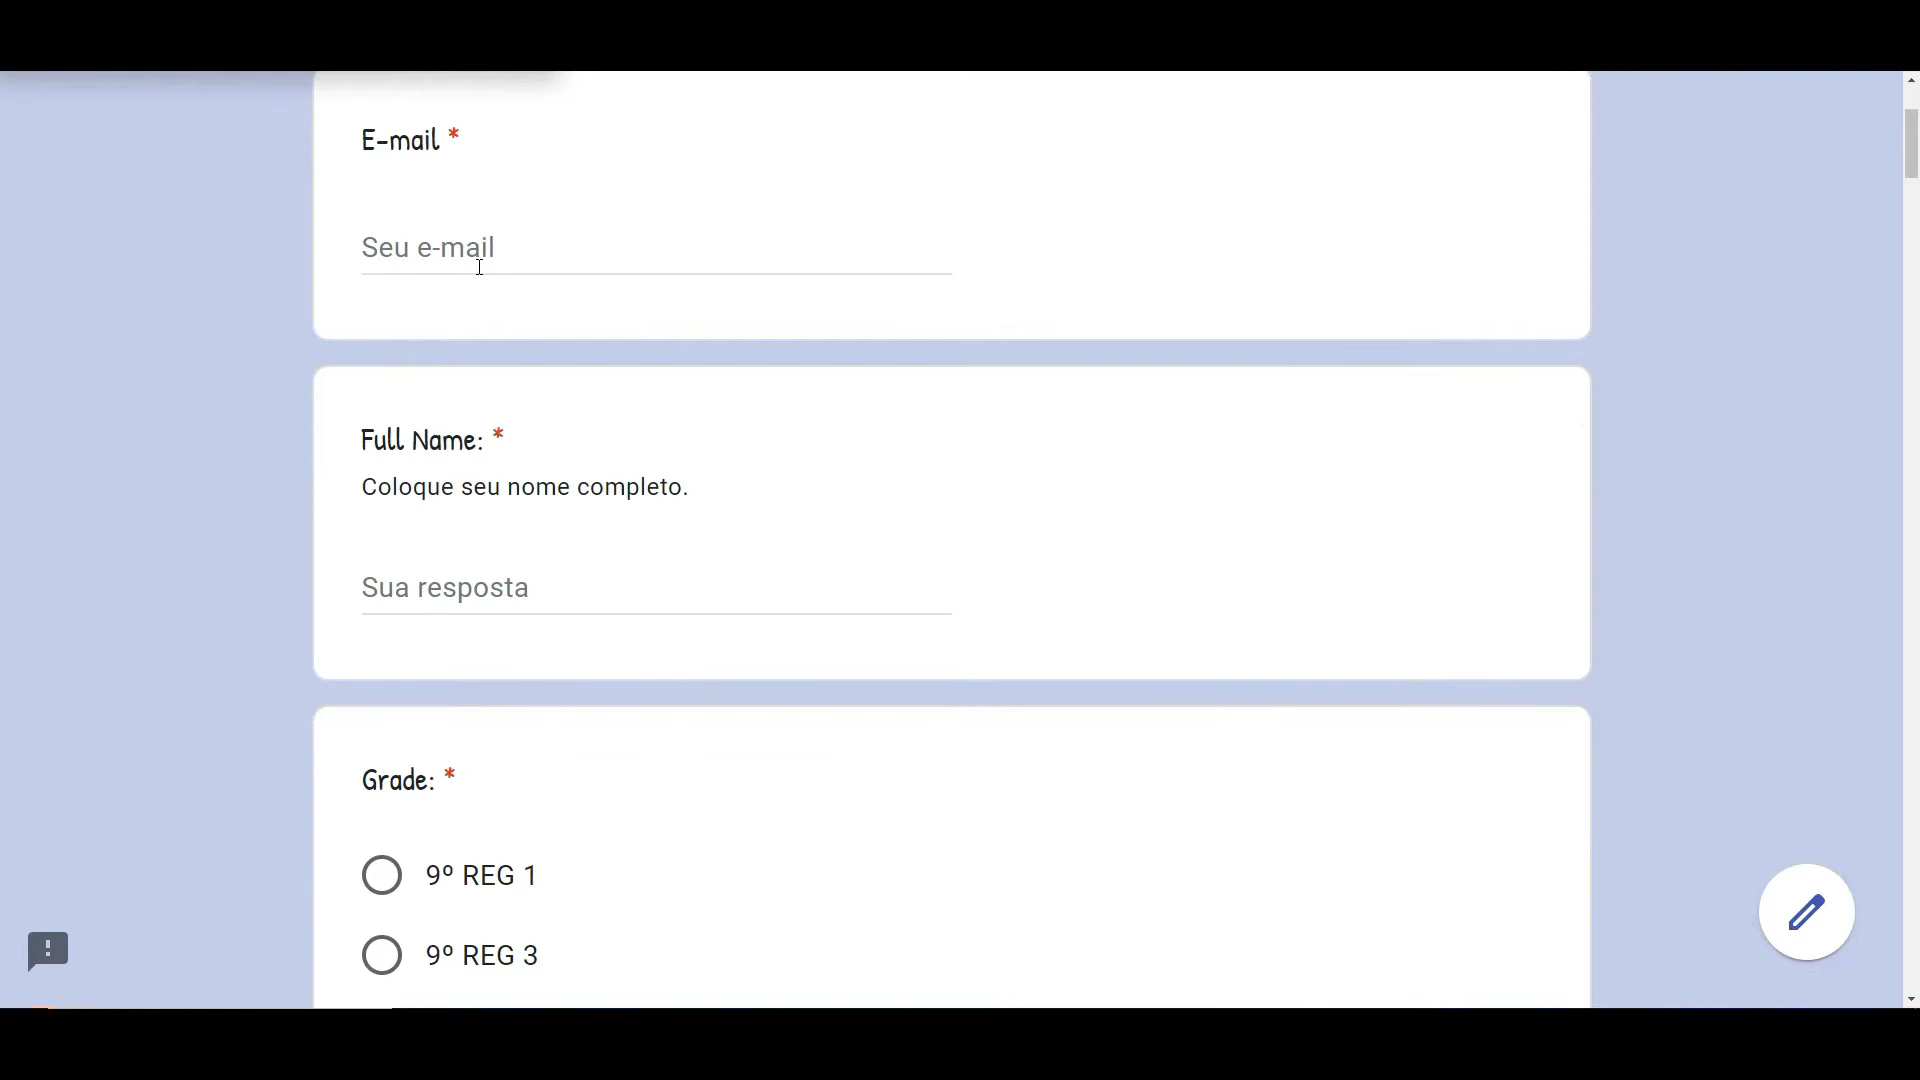 E-mail *
Seu e-mail
Full Name: *
Coloque seu nome completo.
Sua resposta
Grade: *
9º REG 1
9º REG 3